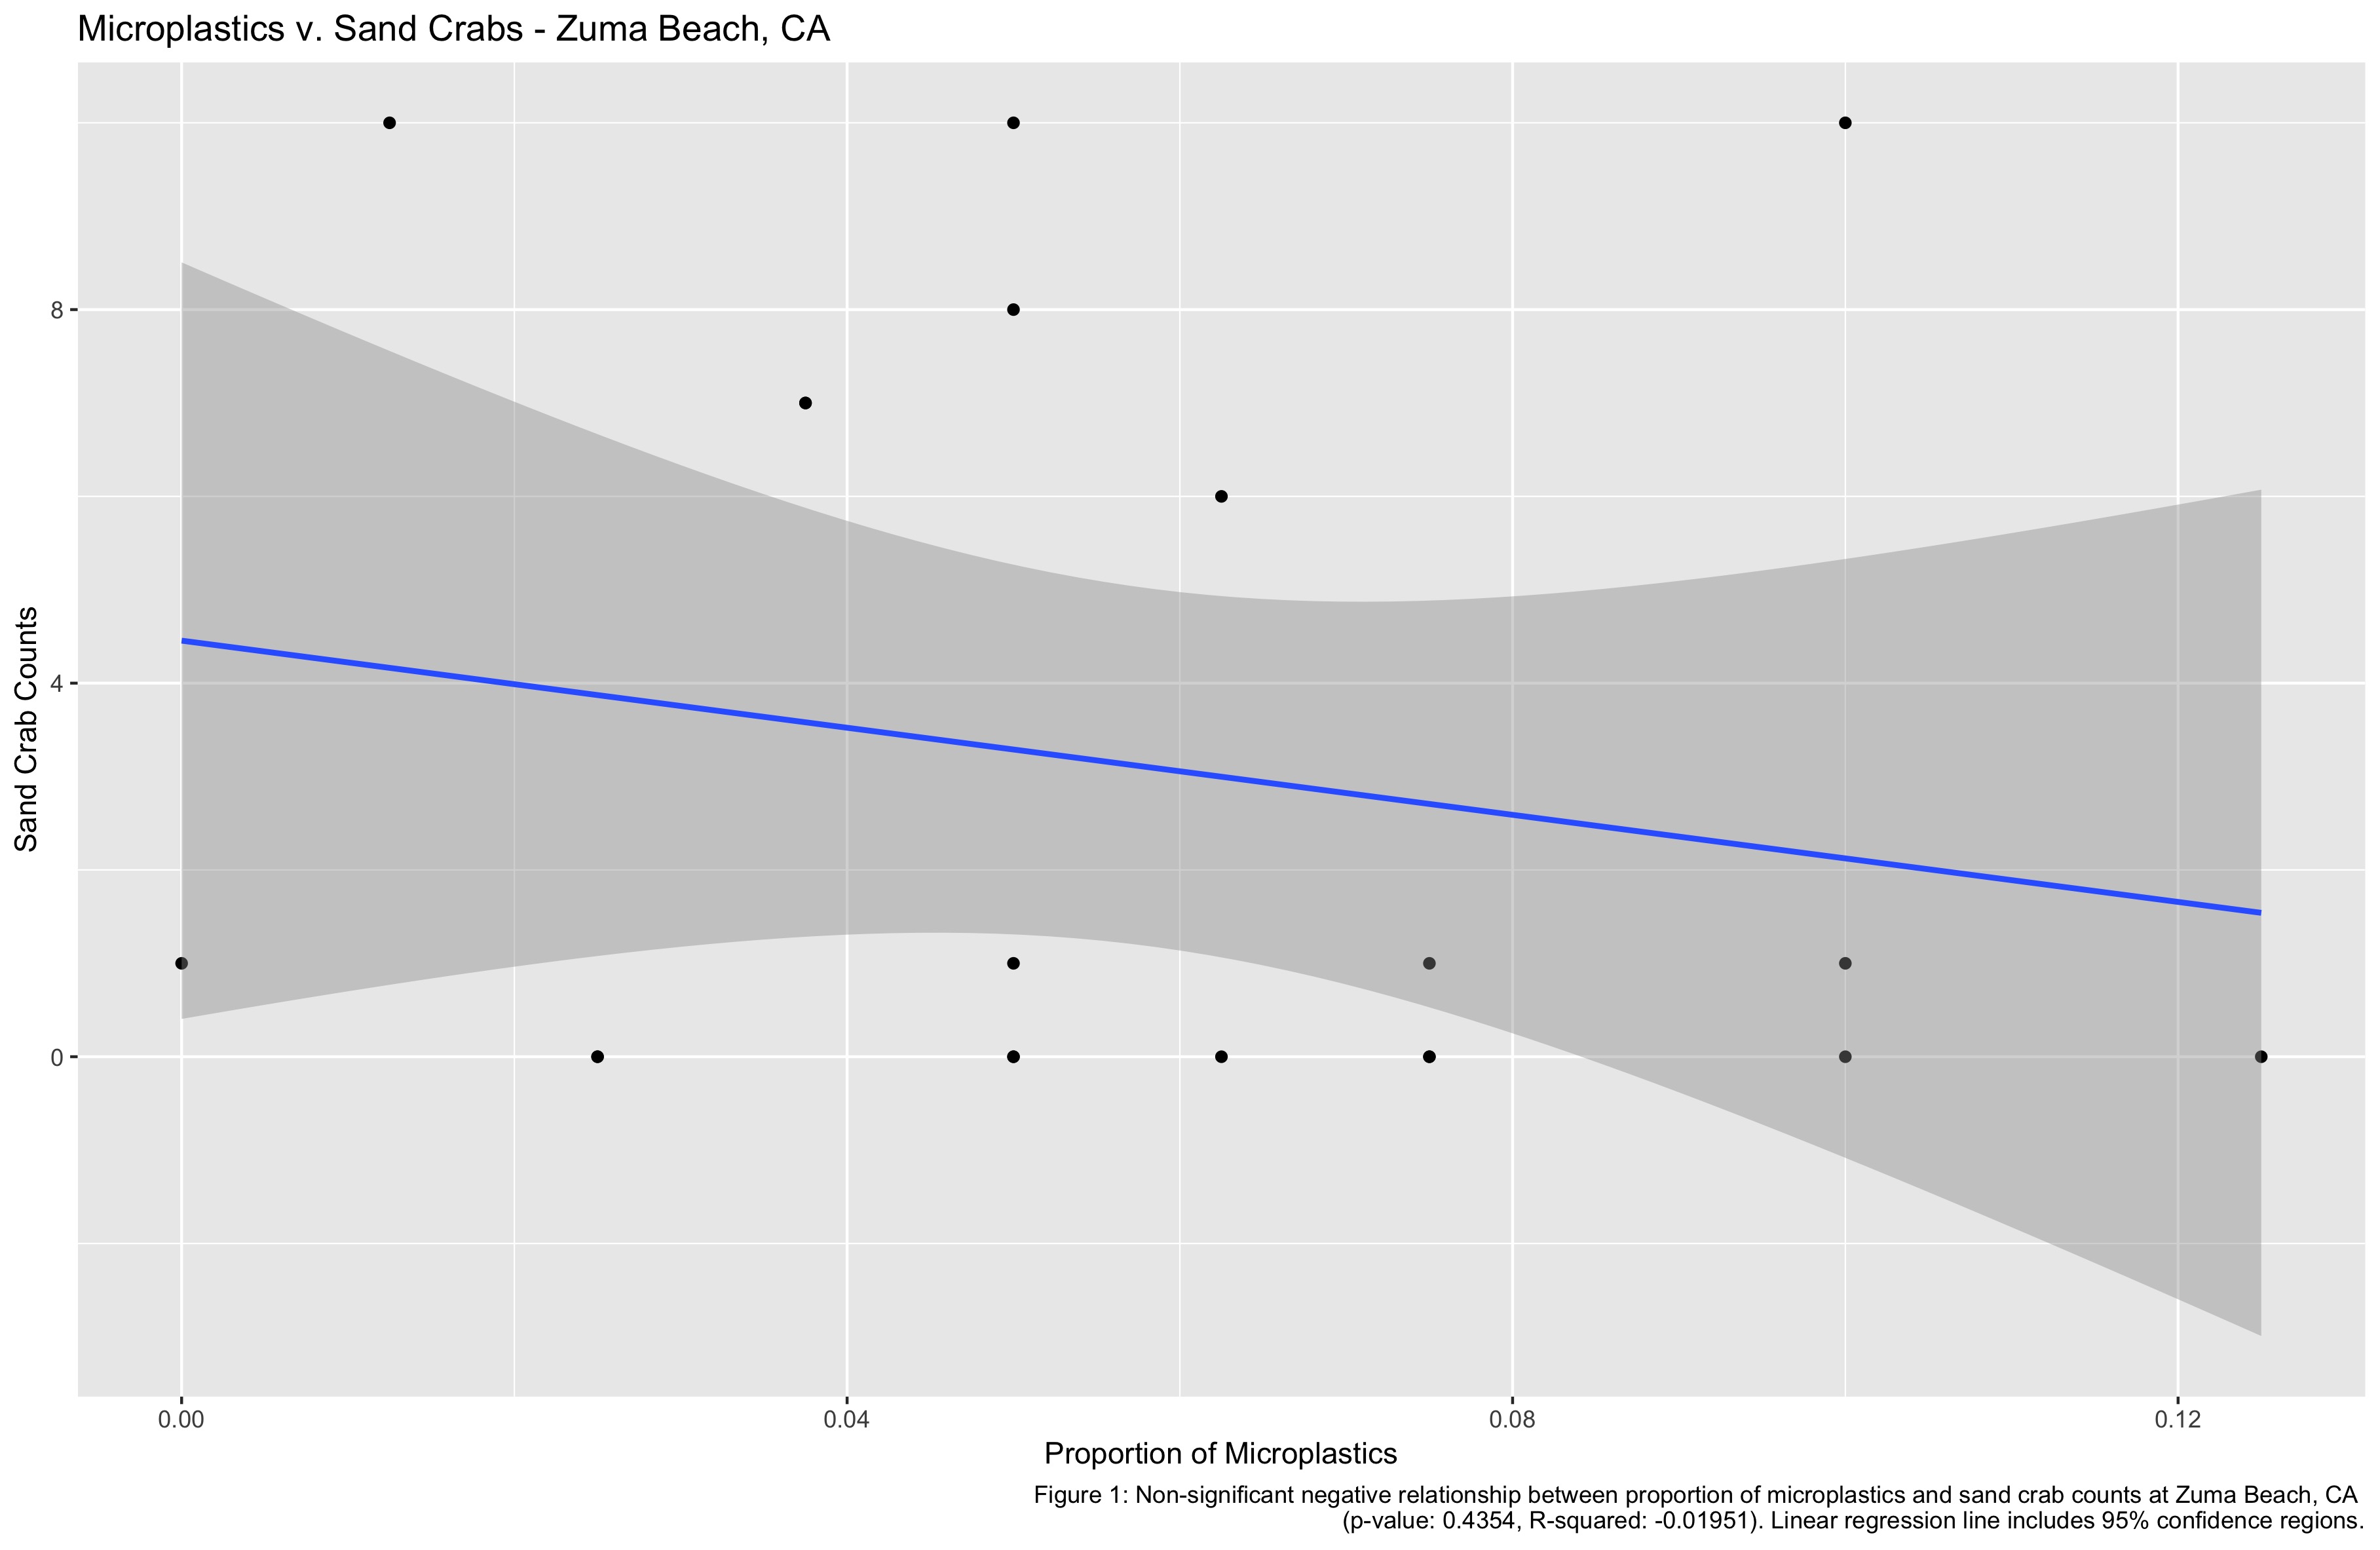 Microplastics v. Sand Crabs - Zuma Beach, CA
Sand Crab Counts
8
4
0
0.00 0.04 0.08 0.12
Proportion of Microplastics
Figure 1: Non-significant negative relationship between proportion of microplastics and sand crab counts at Zuma Beach, CA
(p-value: 0.4354, R-squared: -0.01951). Linear regression line includes 95% confidence regions.